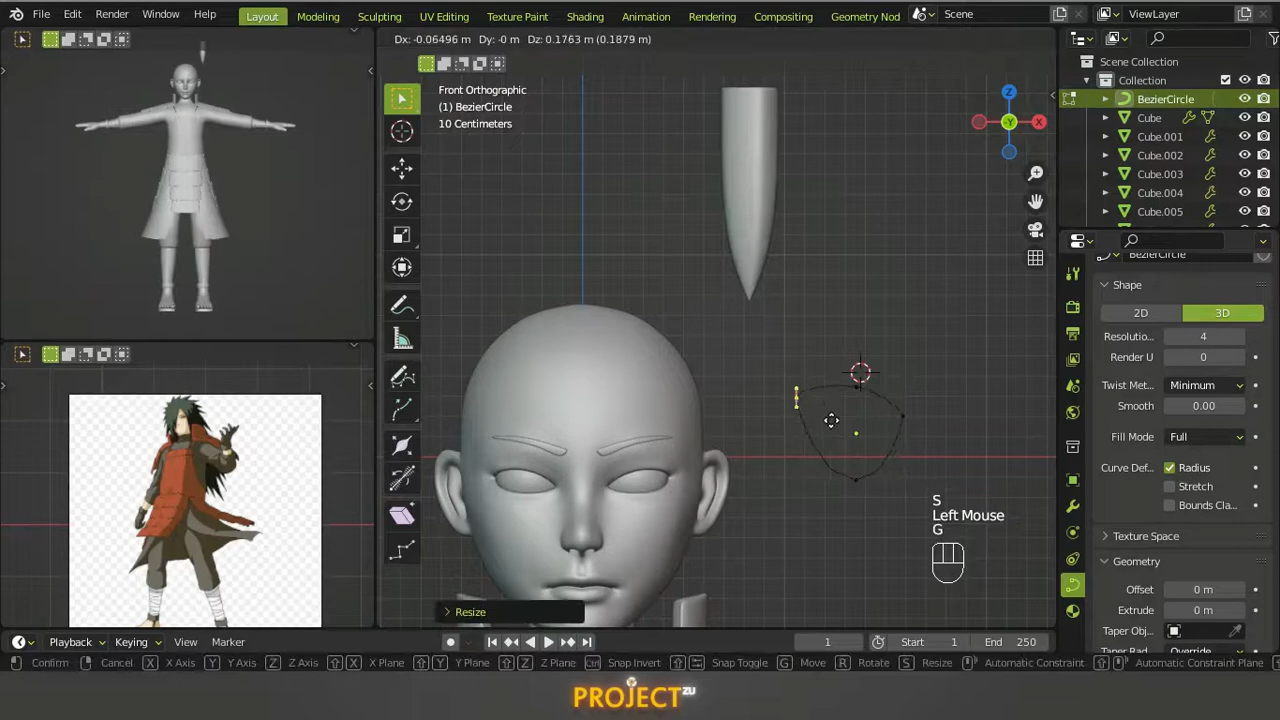 File Edit Render Window Help Layout Modeling Sculpting UV Editing Texture Paint Shading Animation Rendering Compositing Geometry Nod Scene ViewLayer
Dx: -0.06496 m Dy: -0 m Dz: 0.1763 m (0.1879 m)
Front Orthographic
(1) BezierCircle
10 Centimeters
Z
-Y
X
Scene Collection
Collection
BezierCircle
Cube
Cube.001
Cube.002
Cube.003
Cube.004
Cube.005
BezierCircle
Shape
2D 3D
Resolutio... 4
Render U 0
Twist Met... Minimum
Smooth 0.00
Fill Mode Full
Curve Def... Radius
Stretch
Bounds Cla...
Texture Space
Geometry
Offset 0 m
Extrude 0 m
Taper Obj...
Taper Rad... Override
S
Left Mouse
G
Resize
Playback Keying View Marker 1 Start 1 End 250
Confirm Cancel X X Axis Y Y Axis Z Z Axis X X Plane Y Y Plane Z Z Plane Ctrl Snap Invert Snap Toggle G Move R Rotate S Resize Automatic Constraint Automatic Constraint Plane
PROJECT ZU